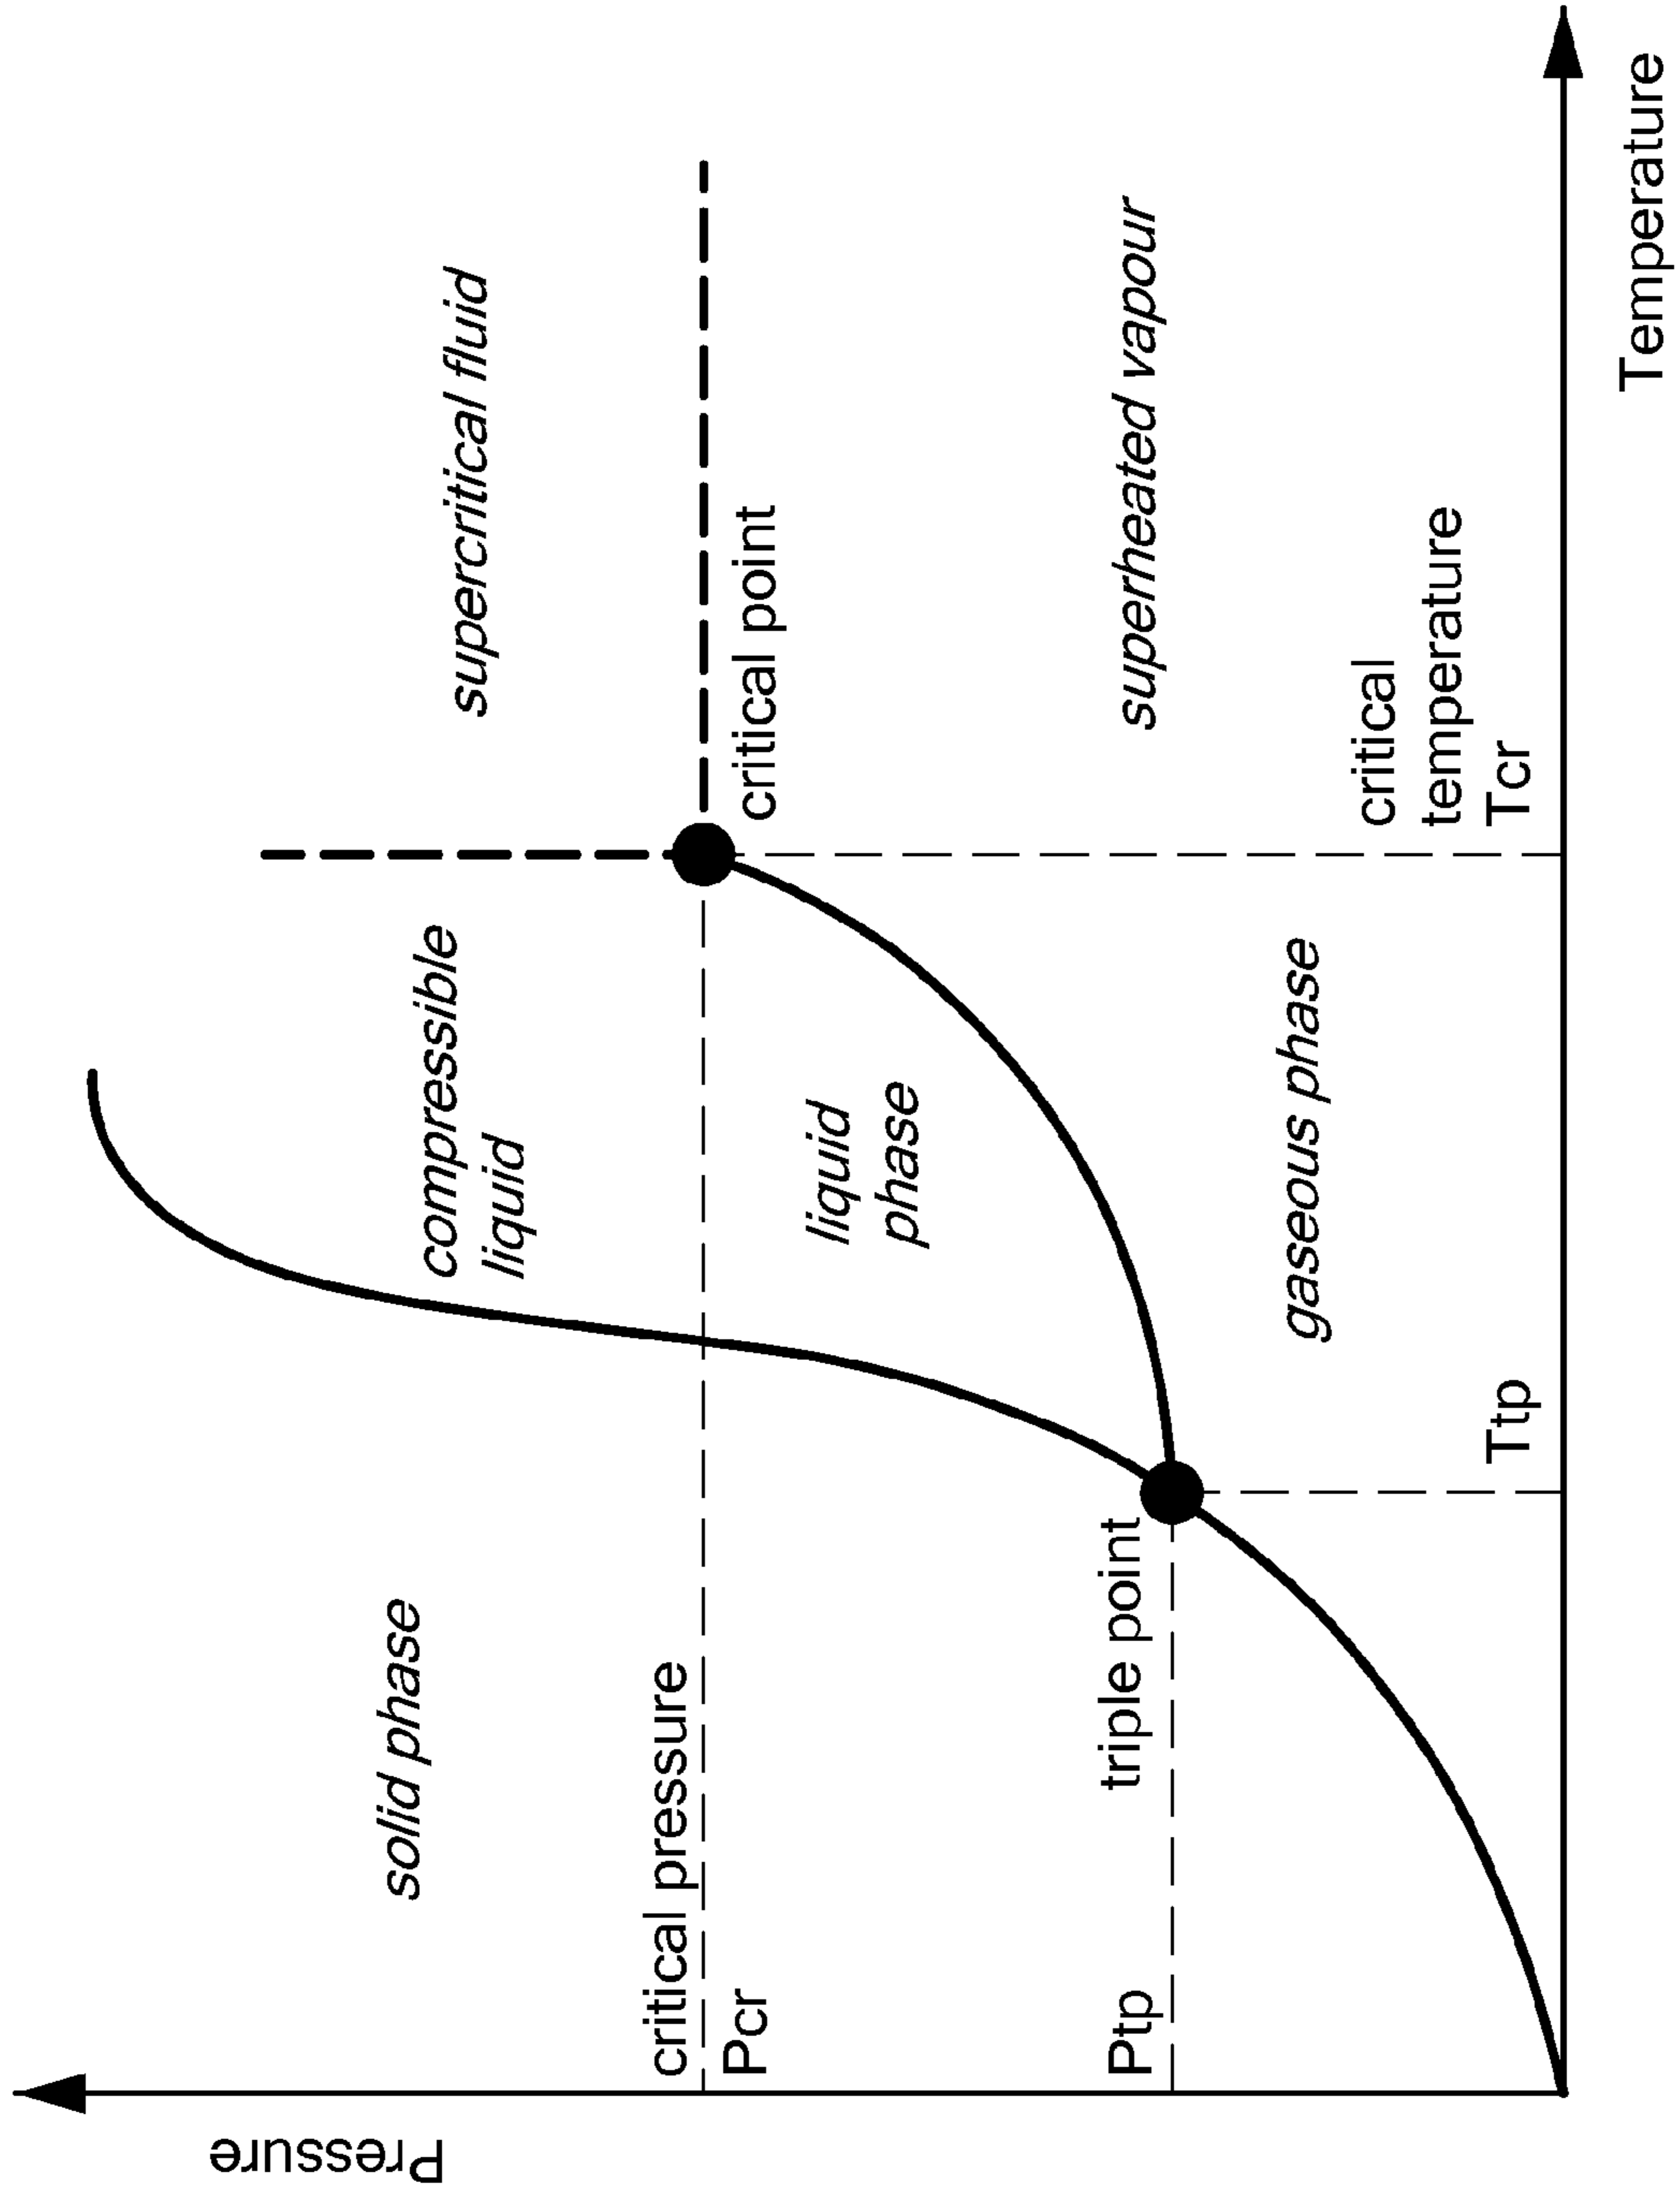 Pressure
solid phase
compressible
liquid
supercritical fluid
critical pressure
Pcr
critical point
liquid
phase
triple point
Ptp
superheated vapour
gaseous phase
critical
temperature
Tcr
Ttp
Temperature